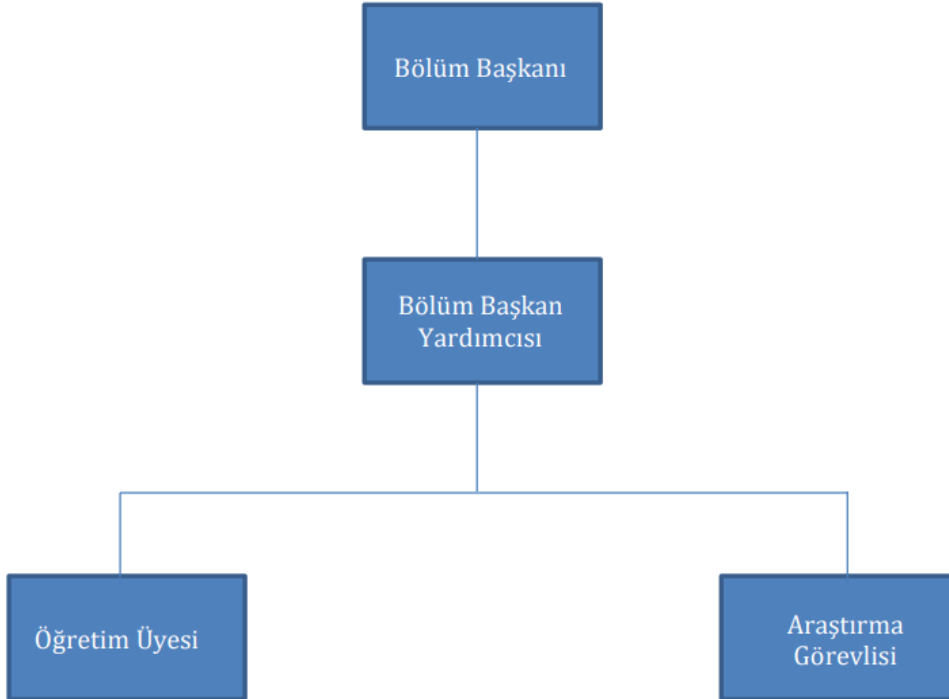 Bölüm Başkanı
Bölüm Başkan
Yardımcısı
Öğretim Üyesi
Araştırma
Görevlisi